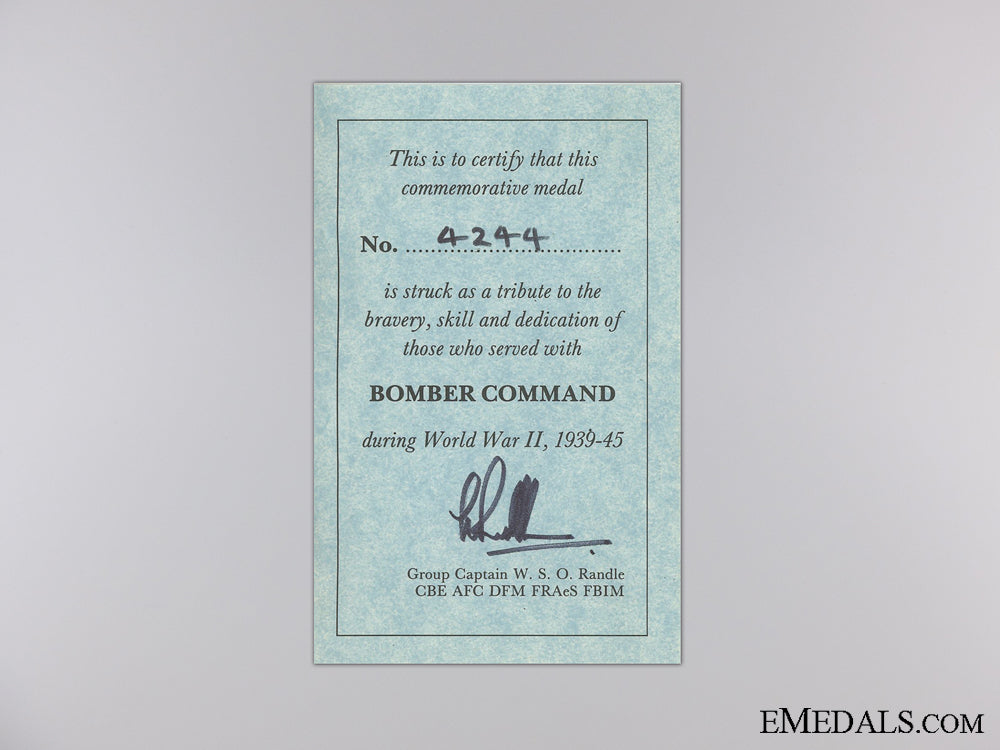 This is to certify that this
commemorative medal
No. 4244
is struck as a tribute to the
bravery, skill and dedication of
those who served with
BOMBER COMMAND
during World War II, 1939-45
Group Captain W. S. O. Randle
CBE AFC DFM FRAeS FBIM
EMEDALS.COM